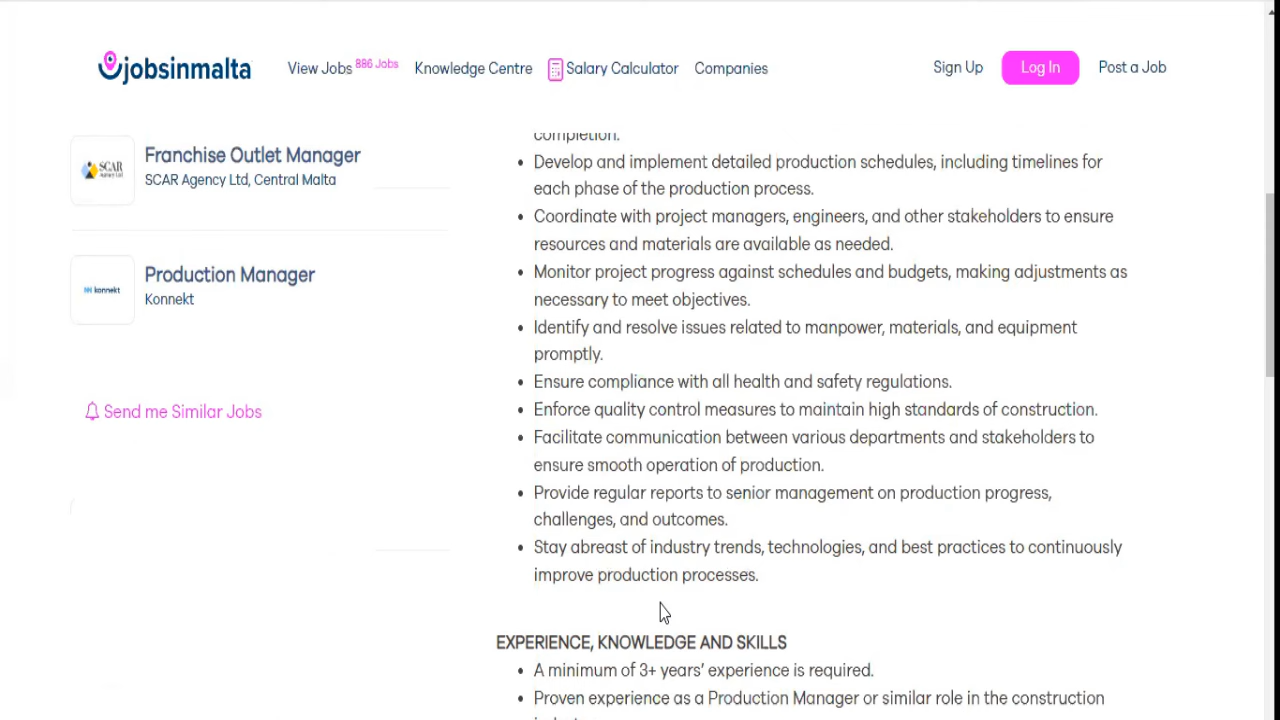 jobsinmalta
View Jobs 886 Jobs
Knowledge Centre
Salary Calculator
Companies
Sign Up
Log In
Post a Job
SCAR
Franchise Outlet Manager
SCAR Agency Ltd, Central Malta
konnekt
Production Manager
Konnekt
Send me Similar Jobs
completion.
• Develop and implement detailed production schedules, including timelines for
each phase of the production process.
• Coordinate with project managers, engineers, and other stakeholders to ensure
resources and materials are available as needed.
• Monitor project progress against schedules and budgets, making adjustments as
necessary to meet objectives.
• Identify and resolve issues related to manpower, materials, and equipment
promptly.
• Ensure compliance with all health and safety regulations.
• Enforce quality control measures to maintain high standards of construction.
• Facilitate communication between various departments and stakeholders to
ensure smooth operation of production.
• Provide regular reports to senior management on production progress,
challenges, and outcomes.
• Stay abreast of industry trends, technologies, and best practices to continuously
improve production processes.
EXPERIENCE, KNOWLEDGE AND SKILLS
• A minimum of 3+ years’ experience is required.
• Proven experience as a Production Manager or similar role in the construction